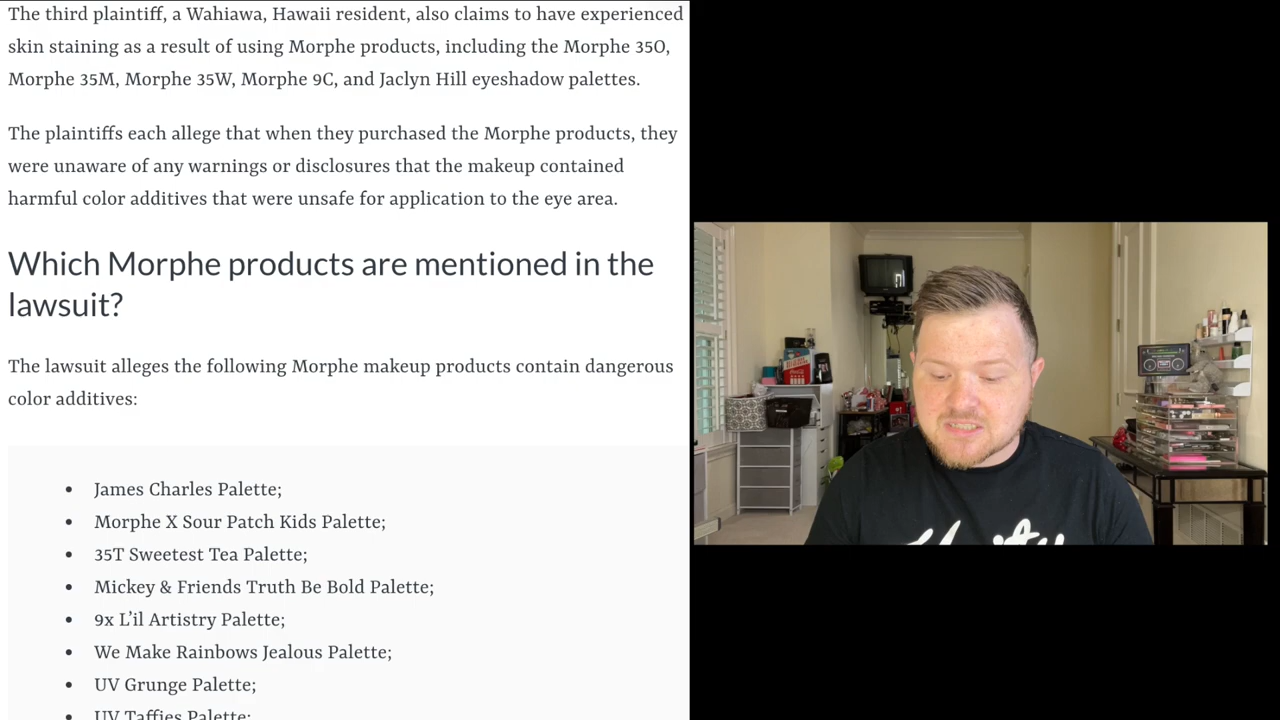 The third plaintiff, a Wahiawa, Hawaii resident, also claims to have experienced
skin staining as a result of using Morphe products, including the Morphe 35O,
Morphe 35M, Morphe 35W, Morphe 9C, and Jaclyn Hill eyeshadow palettes.
The plaintiffs each allege that when they purchased the Morphe products, they
were unaware of any warnings or disclosures that the makeup contained
harmful color additives that were unsafe for application to the eye area.
Which Morphe products are mentioned in the
lawsuit?
The lawsuit alleges the following Morphe makeup products contain dangerous
color additives:
• James Charles Palette;
• Morphe X Sour Patch Kids Palette;
• 35T Sweetest Tea Palette;
• Mickey & Friends Truth Be Bold Palette;
• 9x L’il Artistry Palette;
• We Make Rainbows Jealous Palette;
• UV Grunge Palette;
• UV Taffies Palette;